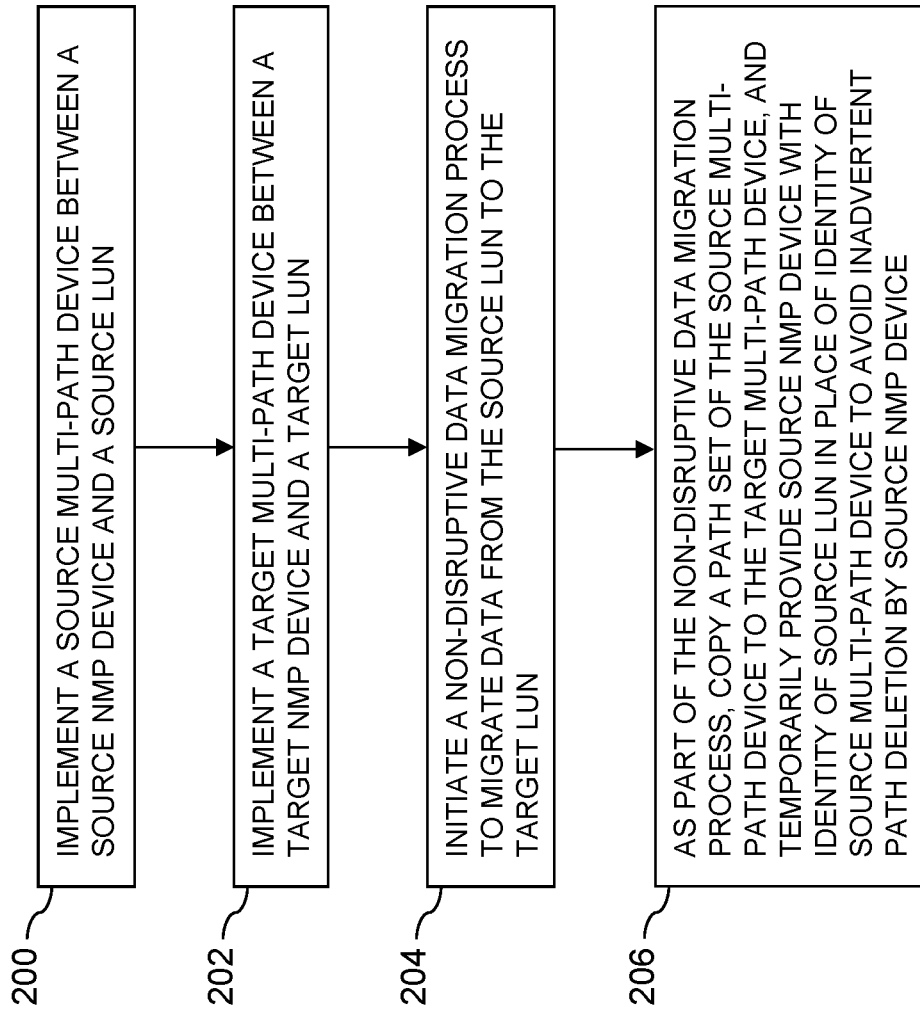 200
IMPLEMENT A SOURCE MULTI-PATH DEVICE BETWEEN A
SOURCE NMP DEVICE AND A SOURCE LUN
202
IMPLEMENT A TARGET MULTI-PATH DEVICE BETWEEN A
TARGET NMP DEVICE AND A TARGET LUN
204
INITIATE A NON-DISRUPTIVE DATA MIGRATION PROCESS
TO MIGRATE DATA FROM THE SOURCE LUN TO THE
TARGET LUN
206
AS PART OF THE NON-DISRUPTIVE DATA MIGRATION
PROCESS, COPY A PATH SET OF THE SOURCE MULTI-
PATH DEVICE TO THE TARGET MULTI-PATH DEVICE, AND
TEMPORARILY PROVIDE SOURCE NMP DEVICE WITH
IDENTITY OF SOURCE LUN IN PLACE OF IDENTITY OF
SOURCE MULTI-PATH DEVICE TO AVOID INADVERTENT
PATH DELETION BY SOURCE NMP DEVICE